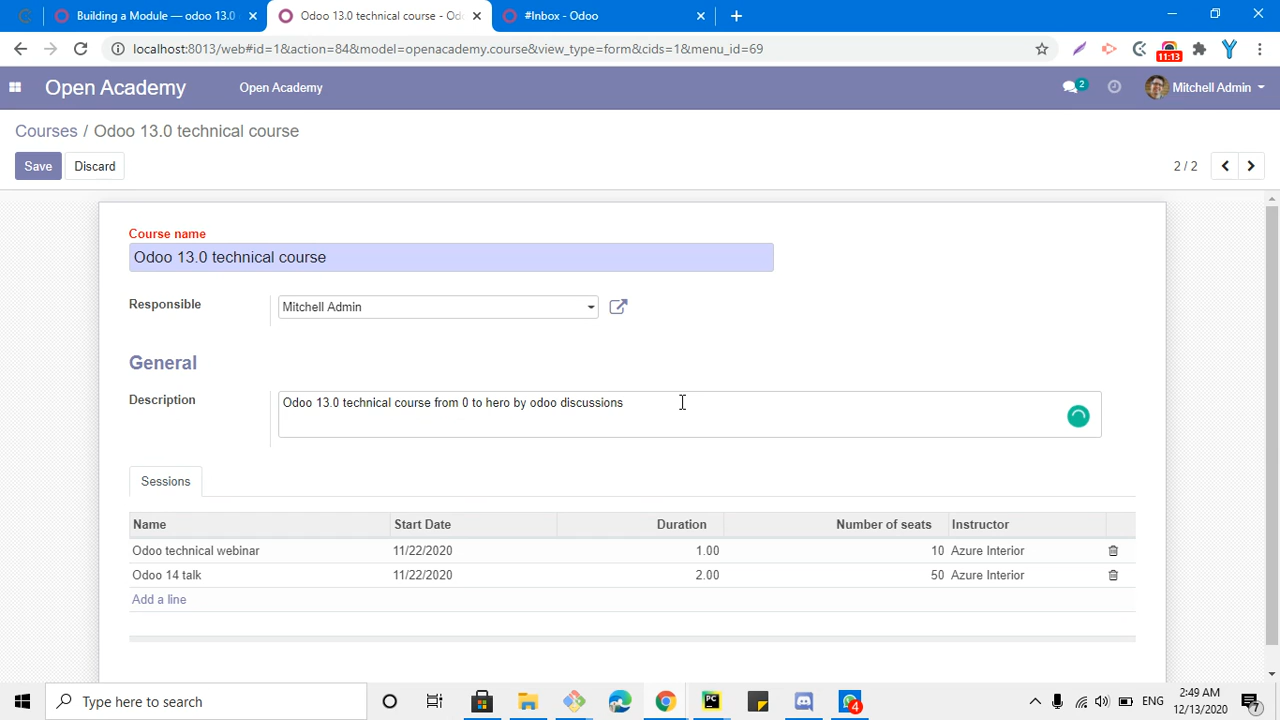 Building a Module — odoo 13.0
Odoo 13.0 technical course - Od
#Inbox - Odoo
localhost:8013/web#id=1&action=84&model=openacademy.course&view_type=form&cids=1&menu_id=69
11:13
Open Academy
Open Academy
2
Mitchell Admin
Courses / Odoo 13.0 technical course
Save
Discard
2 / 2
Course name
Odoo 13.0 technical course
Responsible
Mitchell Admin
General
Description
Odoo 13.0 technical course from 0 to hero by odoo discussions
Sessions
Name Start Date Duration Number of seats Instructor
Odoo technical webinar 11/22/2020 1.00 10 Azure Interior
Odoo 14 talk 11/22/2020 2.00 50 Azure Interior
Add a line
Type here to search
PC
4
ENG
2:49 AM
12/13/2020
7